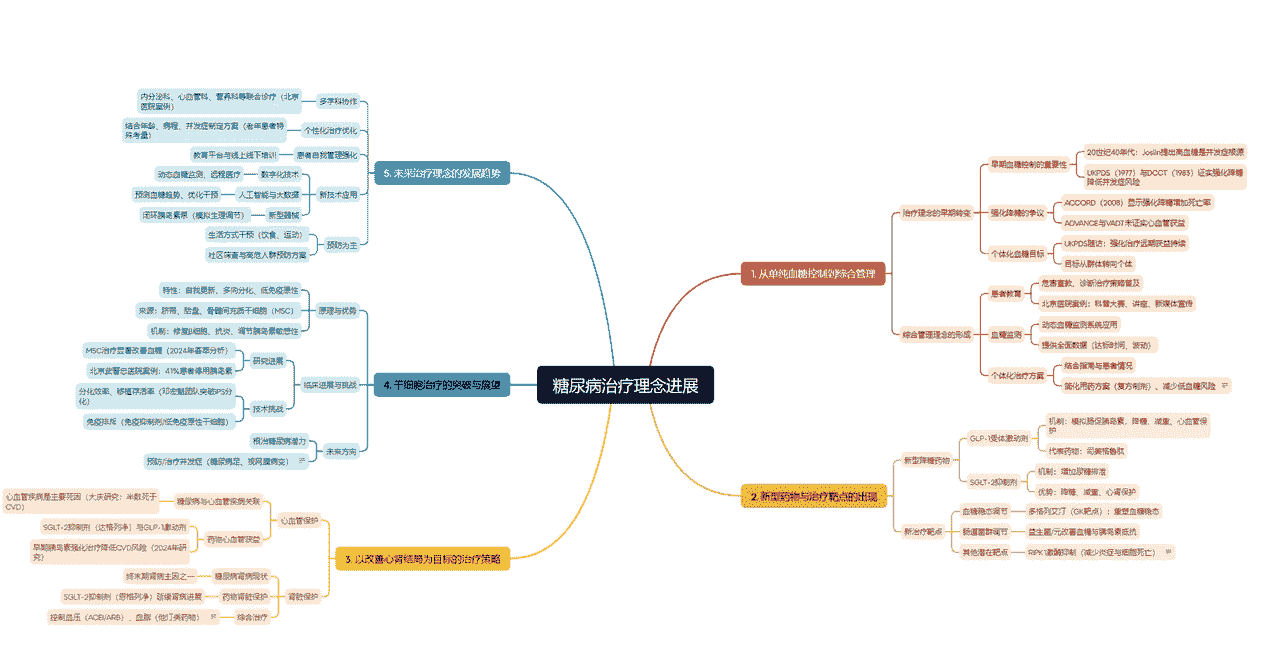 糖尿病治疗理念进展
1. 从单纯血糖控制到综合管理
治疗理念的早期转变
早期血糖控制的重要性
20世纪40年代：Joslin提出高血糖是并发症根源
UKPDS（1977）与DCCT（1983）证实强化降糖
降低并发症风险
强化降糖的争议
ACCORD（2008）显示强化降糖增加死亡率
ADVANCE与VADT未证实心血管获益
个体化血糖目标
UKPDS随访：强化治疗远期获益持续
目标从群体转向个体
综合管理理念的形成
患者教育
危害宣教、诊断治疗策略普及
北京医院案例：科普大赛、讲座、新媒体宣传
血糖监测
动态血糖监测系统应用
提供全面数据（达标时间、波动）
个体化治疗方案
结合指南与患者情况
简化用药方案（复方制剂）、减少低血糖风险
2. 新型药物与治疗靶点的出现
新型降糖药物
GLP-1受体激动剂
机制：模拟肠促胰岛素，降糖、减重、心血管保
护
代表药物：司美格鲁肽
SGLT-2抑制剂
机制：增加尿糖排泄
优势：降糖、减重、心肾保护
新治疗靶点
血糖稳态调节
多格列艾汀（GK靶点）：重塑血糖稳态
肠道菌群调节
益生菌/元改善血糖与胰岛素抵抗
其他潜在靶点
RIPK1激酶抑制（减少炎症与细胞死亡）
3. 以改善心肾结局为目标的治疗策略
心血管保护
糖尿病与心血管疾病关联
心血管疾病是主要死因（大庆研究：半数死于
CVD）
药物心血管获益
SGLT-2抑制剂（达格列净）与GLP-1激动剂
早期胰岛素强化治疗降低CVD风险（2024年研
究）
肾脏保护
糖尿病肾病现状
终末期肾病主因之一
药物肾脏保护
SGLT-2抑制剂（恩格列净）延缓肾病进展
综合治疗
控制血压（ACEI/ARB）、血脂（他汀类药物）
4. 干细胞治疗的突破与展望
原理与优势
特性：自我更新、多向分化、低免疫原性
来源：脐带、胎盘、骨髓间充质干细胞（MSC）
机制：修复β细胞、抗炎、调节胰岛素敏感性
临床进展与挑战
研究进展
MSC治疗显著改善血糖（2024年荟萃分析）
北京武警总医院案例：41%患者停用胰岛素
技术挑战
分化效率、移植存活率（邓宏魁团队突破iPS分
化）
免疫排斥（免疫抑制剂/低免疫原性干细胞）
未来方向
根治糖尿病潜力
预防/治疗并发症（糖尿病足、视网膜病变）
5. 未来治疗理念的发展趋势
多学科协作
内分泌科、心血管科、营养科等联合诊疗（北京
医院案例）
个性化治疗优化
结合年龄、病程、并发症制定方案（老年患者特
殊考量）
患者自我管理强化
教育平台与线上线下培训
新技术应用
数字化技术
动态血糖监测、远程医疗
人工智能与大数据
预测血糖趋势、优化干预
新型器械
闭环胰岛素泵（模拟生理调节）
预防为主
生活方式干预（饮食、运动）
社区筛查与高危人群预防方案